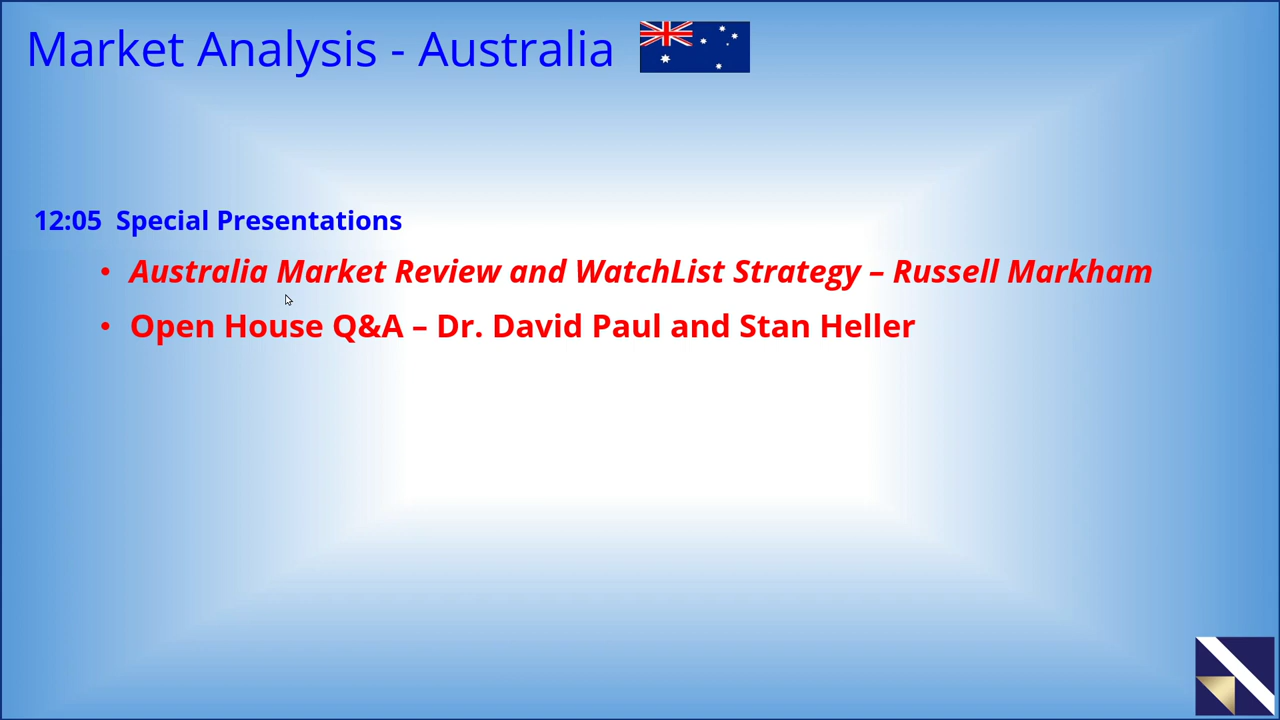 Market Analysis - Australia
12:05 Special Presentations
• Australia Market Review and WatchList Strategy – Russell Markham
• Open House Q&A – Dr. David Paul and Stan Heller